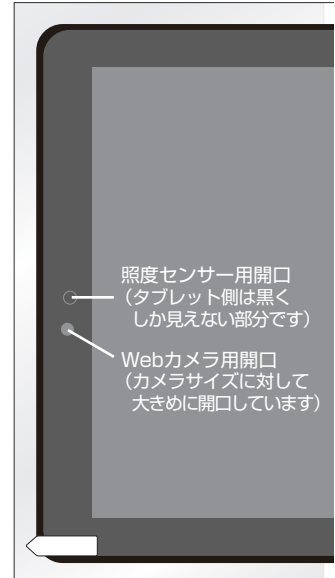 照度センサー用開口
（タブレット側は黒く
しか見えない部分です）
Webカメラ用開口
（カメラサイズに対して
大きめに開口しています）